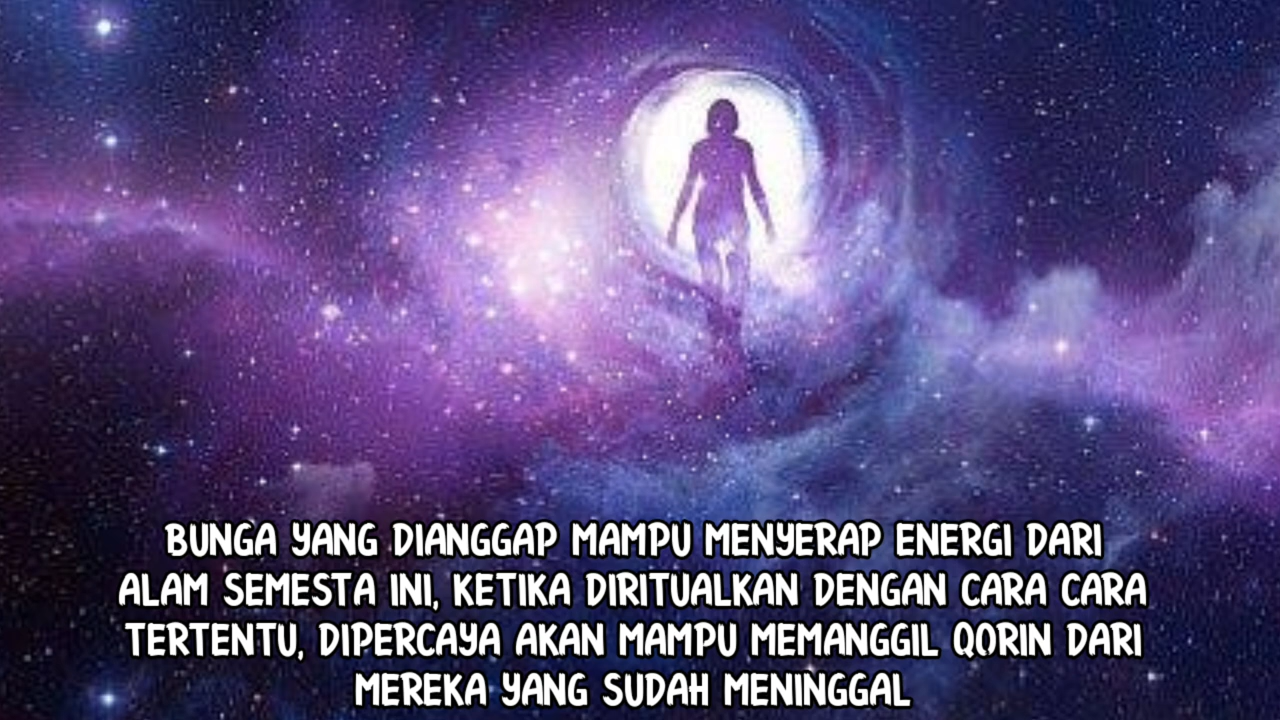 BUNGA YANG DIANGGAP MAMPU MENYERAP ENERGI DARI
ALAM SEMESTA INI, KETIKA DIRITUALKAN DENGAN CARA CARA
TERTENTU, DIPERCAYA AKAN MAMPU MEMANGGIL QORIN DARI
MEREKA YANG SUDAH MENINGGAL